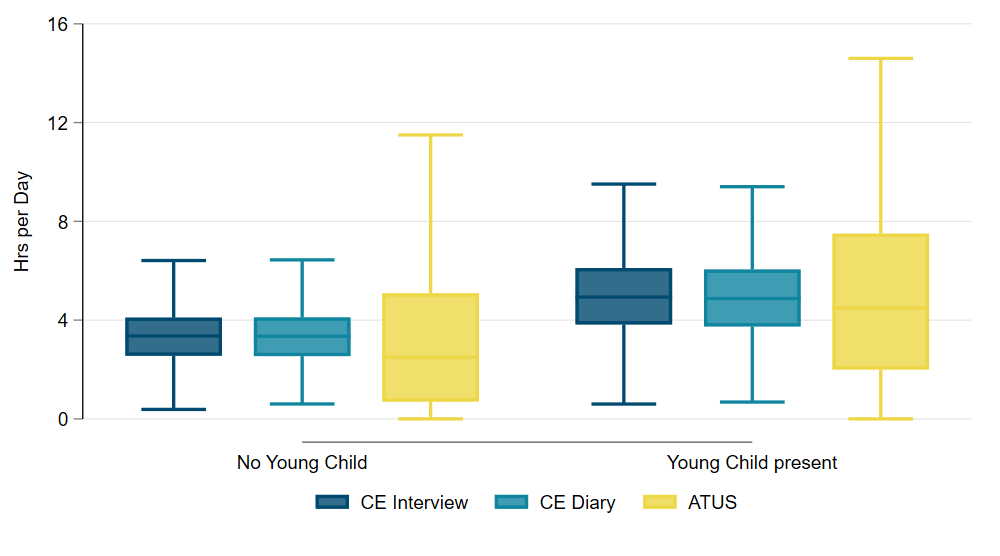 16
12
8
4
0
Hrs per Day
No Young Child
Young Child present
CE Interview
CE Diary
ATUS